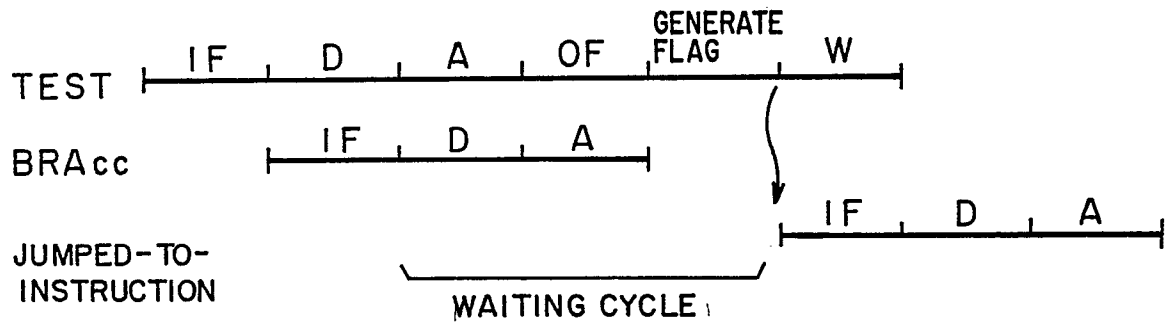 IF D A OF GENERATE FLAG W
TEST
IF D A
BRAcc
IF D A
JUMPED-TO-
INSTRUCTION
WAITING CYCLE